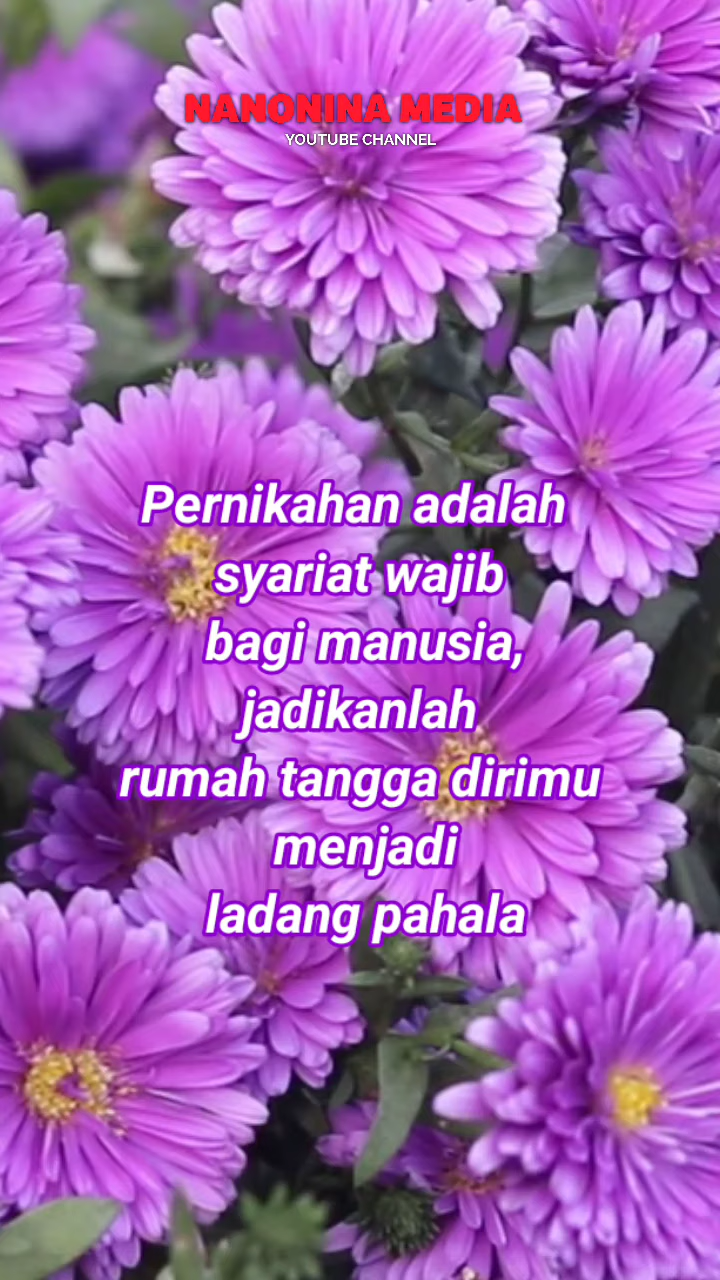 NANONINA MEDIA
YOUTUBE CHANNEL
Pernikahan adalah
syariat wajib
bagi manusia,
jadikanlah
rumah tangga dirimu
menjadi
ladang pahala